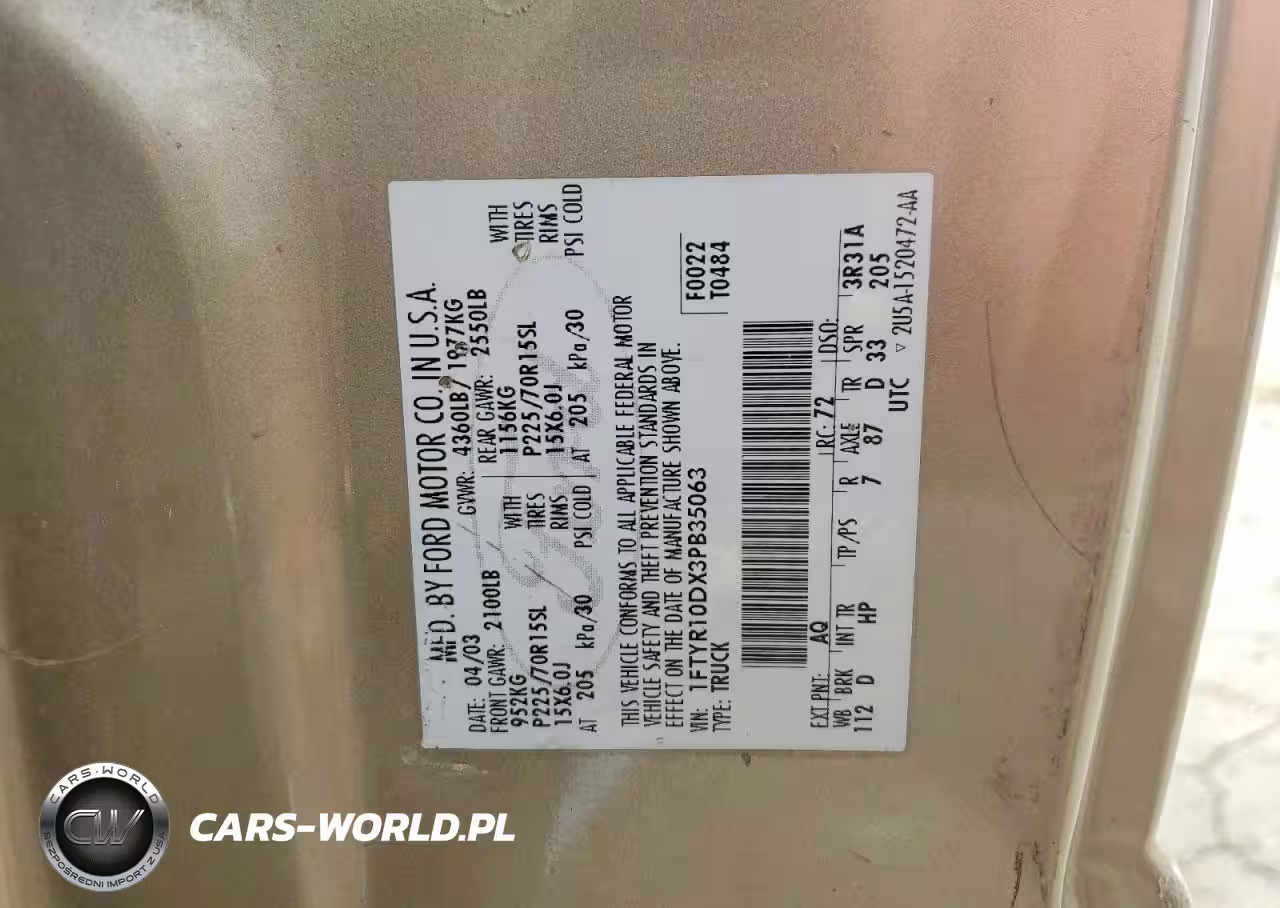 MFD. BY FORD MOTOR CO. IN U.S.A.
DATE: 04/03 GVWR: 4360LB/ 1977KG
FRONT GAWR: 2100LB REAR GAWR: 2550LB
952KG WITH 1156KG WITH
P225/70R15SL TIRES P225/70R15SL TIRES
15X6.0J RIMS 15X6.0J RIMS
AT 205 kPa/30 PSI COLD AT 205 kPa/30 PSI COLD
THIS VEHICLE CONFORMS TO ALL APPLICABLE FEDERAL MOTOR
VEHICLE SAFETY AND THEFT PREVENTION STANDARDS IN
EFFECT ON THE DATE OF MANUFACTURE SHOWN ABOVE.
VIN: 1FTYR10DX3PB35063 F0022
TYPE: TRUCK T0484
EXT PNT: AQ RC: 72 DSO:
WB BRK INT TR TP/PS R AXLE TR SPR 3R31A
112 D HP 7 87 D 33 205
UTC ▽ 2U5A-1520472-AA
CARS-WORLD
CW
BEZPOŚREDNI IMPORT Z USA
CARS-WORLD.PL